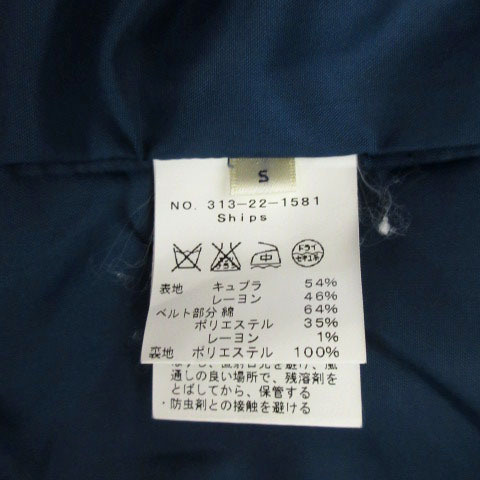 S
NO. 313-22-1581
Ships
中 ドライ セキユ系
表地 キュプラ 54%
レーヨン 46%
ベルト部分 綿 64%
ポリエステル 35%
レーヨン 1%
裏地 ポリエステル 100%
通しの良い場所で、残溶剤を
とばしてから、保管する
・防虫剤との接触を避ける